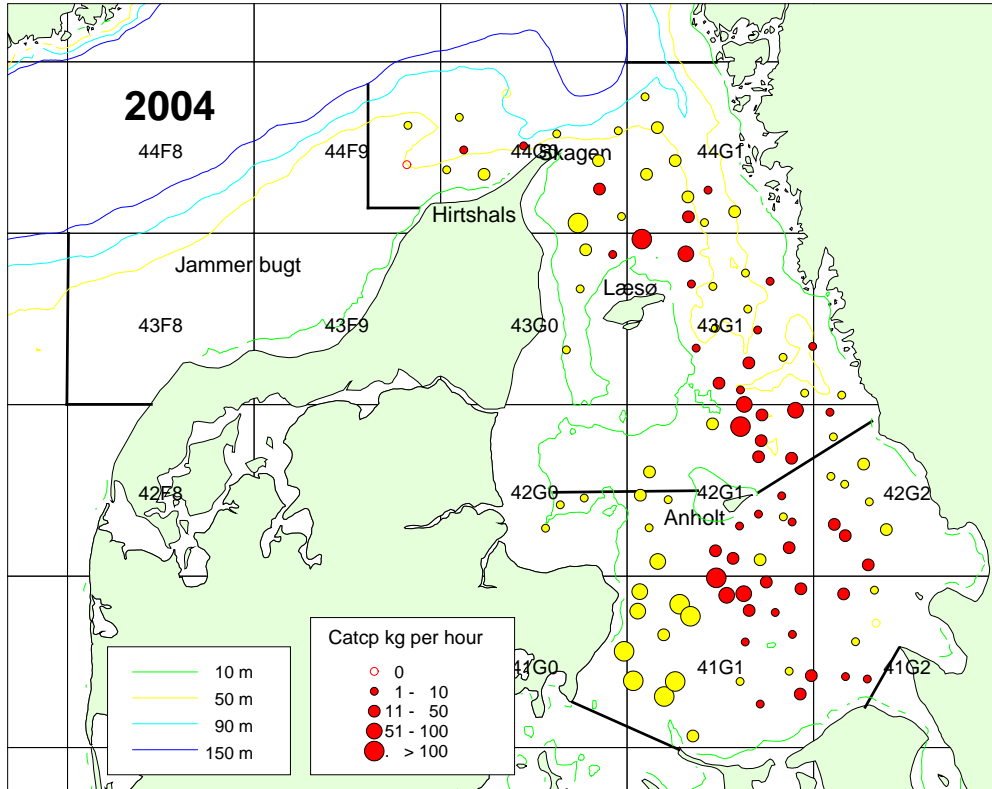 2004
44F8
44F9
44G0
Skagen
44G1
Hirtshals
Jammer bugt
Læsø
43F8
43F9
43G0
43G1
42F8
42G0
42G1
42G2
Anholt
41G0
41G1
41G2
10 m
50 m
90 m
150 m
Catcp kg per hour
0
1 - 10
11 - 50
51 - 100
. > 100